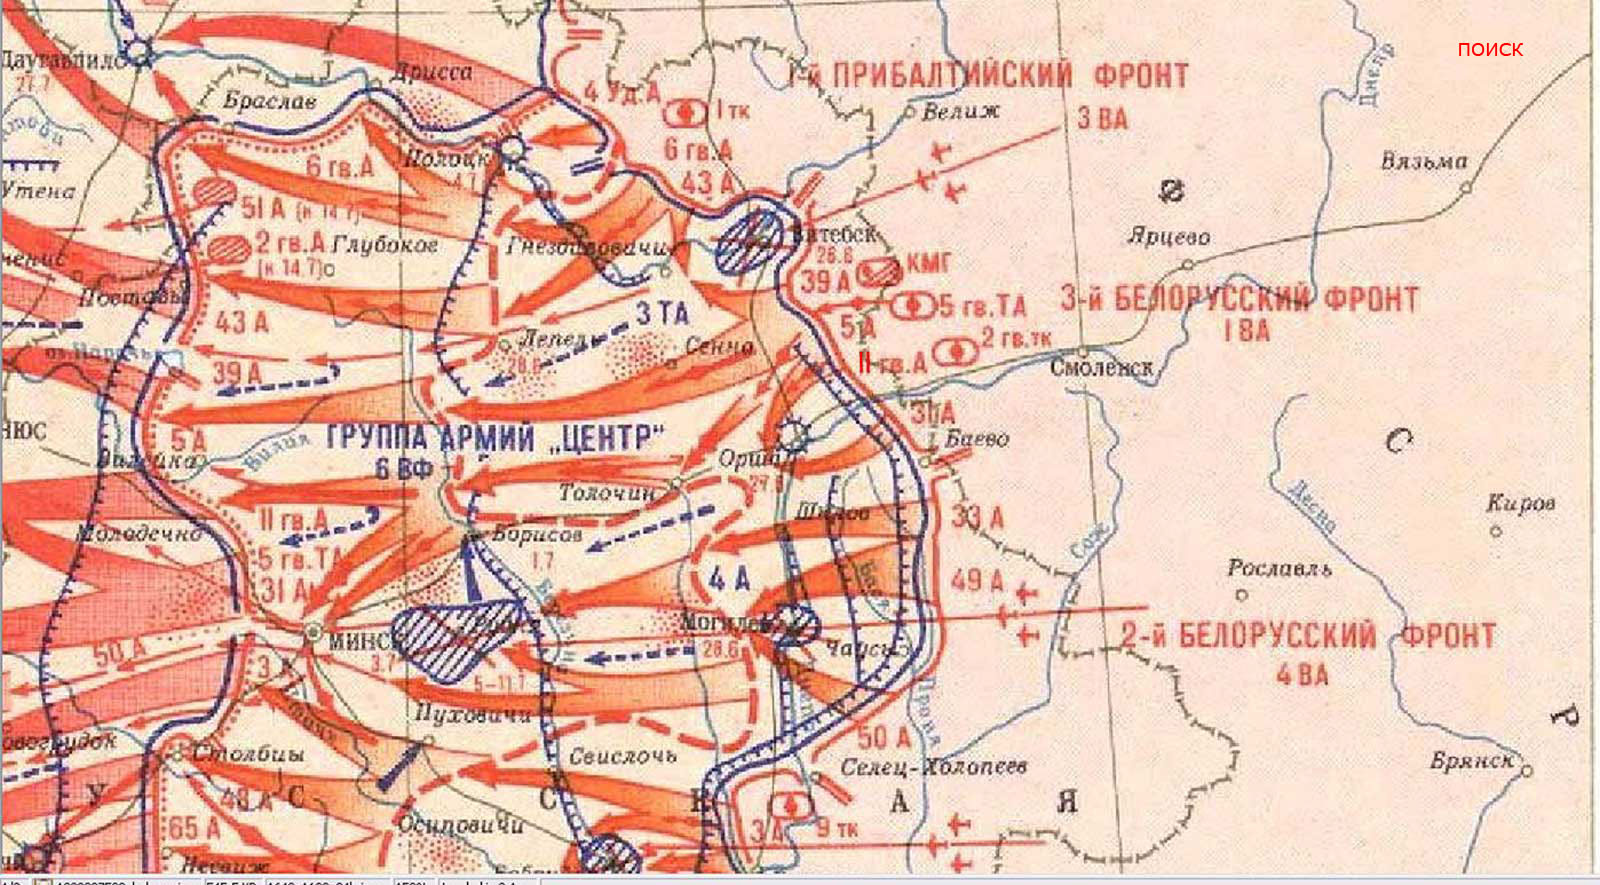 ПОИСК
Даугавпилс
27.7
Дрисса
Браслав
4 УД.А
I тк
1-й ПРИБАЛТИЙСКИЙ ФРОНТ
3 ВА
Велиж
Вязьма
6 гв.А
Полоцк
4.7
6 гв.А
43 А
Утена
51 А (к 14.7)
2 гв.А
(к 14.7)
Глубокое
Гнездиловичи
Витебск
26.6
39 А
КМГ
Ярцево
Поставы
43 А
3 ТА
5 гв.ТА
3-й БЕЛОРУССКИЙ ФРОНТ
1 ВА
5 А
2 гв.тк
Лепель
28.6
Сенно
11 гв.А
Смоленск
оз.Нарочь
39 А
31 А
Баево
5 А
Вилия
Вилейка
ГРУППА АРМИЙ „ЦЕНТР"
6 ВФ
Орша
27.6
Толочин
С
Киров
Десна
Днепр
Молодечно
11 гв.А
Шклов
33 А
Борисов
1.7
5 гв.ТА
31 А
4 А
49 А
Сож
Рославль
МИНСК
3.7
Могилев
28.6
Чаусы
2-й БЕЛОРУССКИЙ ФРОНТ
4 ВА
50 А
3 А
5–11.7
Пуховичи
Р
50 А
Проня
Столбцы
Свислочь
Селец-Холопеев
Брянск
У
С
С
А
Я
48 А
65 А
Осиповичи
3 А
9 тк
Несвиж